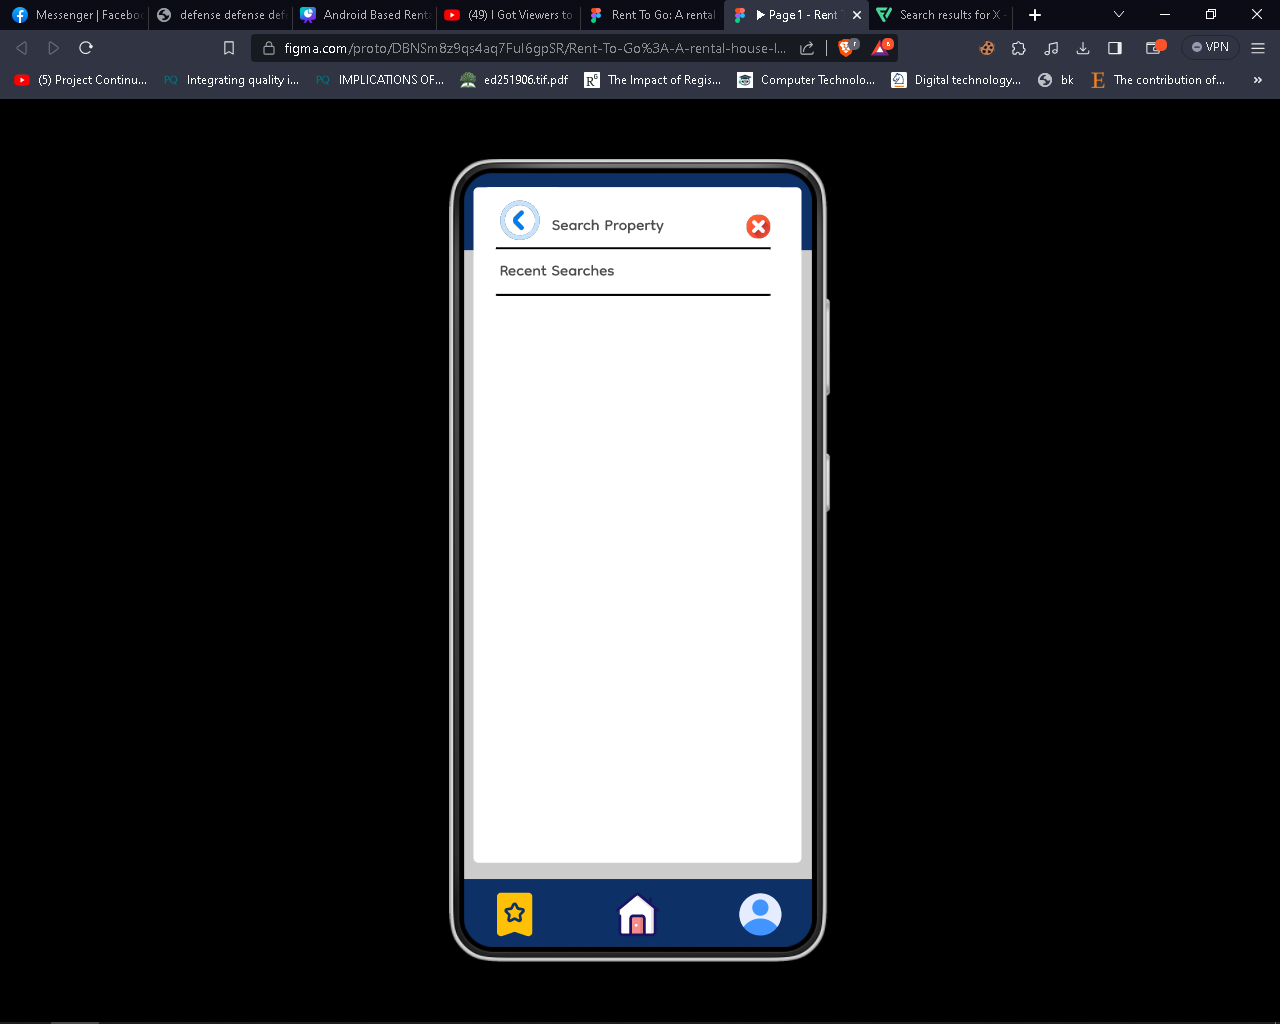 Messenger | Facebo
defense defense def
Android Based Renta
(49) I Got Viewers to
Rent To Go: A rental
Page 1 - Rent T
Search results for X -
figma.com/proto/DBNSm8z9qs4aq7FuI6gpSR/Rent-To-Go%3A-A-rental-house-l...
VPN
(5) Project Continu...
Integrating quality i...
IMPLICATIONS OF...
ed251906.tif.pdf
The Impact of Regis...
Computer Technolo...
Digital technology...
bk
The contribution of...
Search Property
Recent Searches